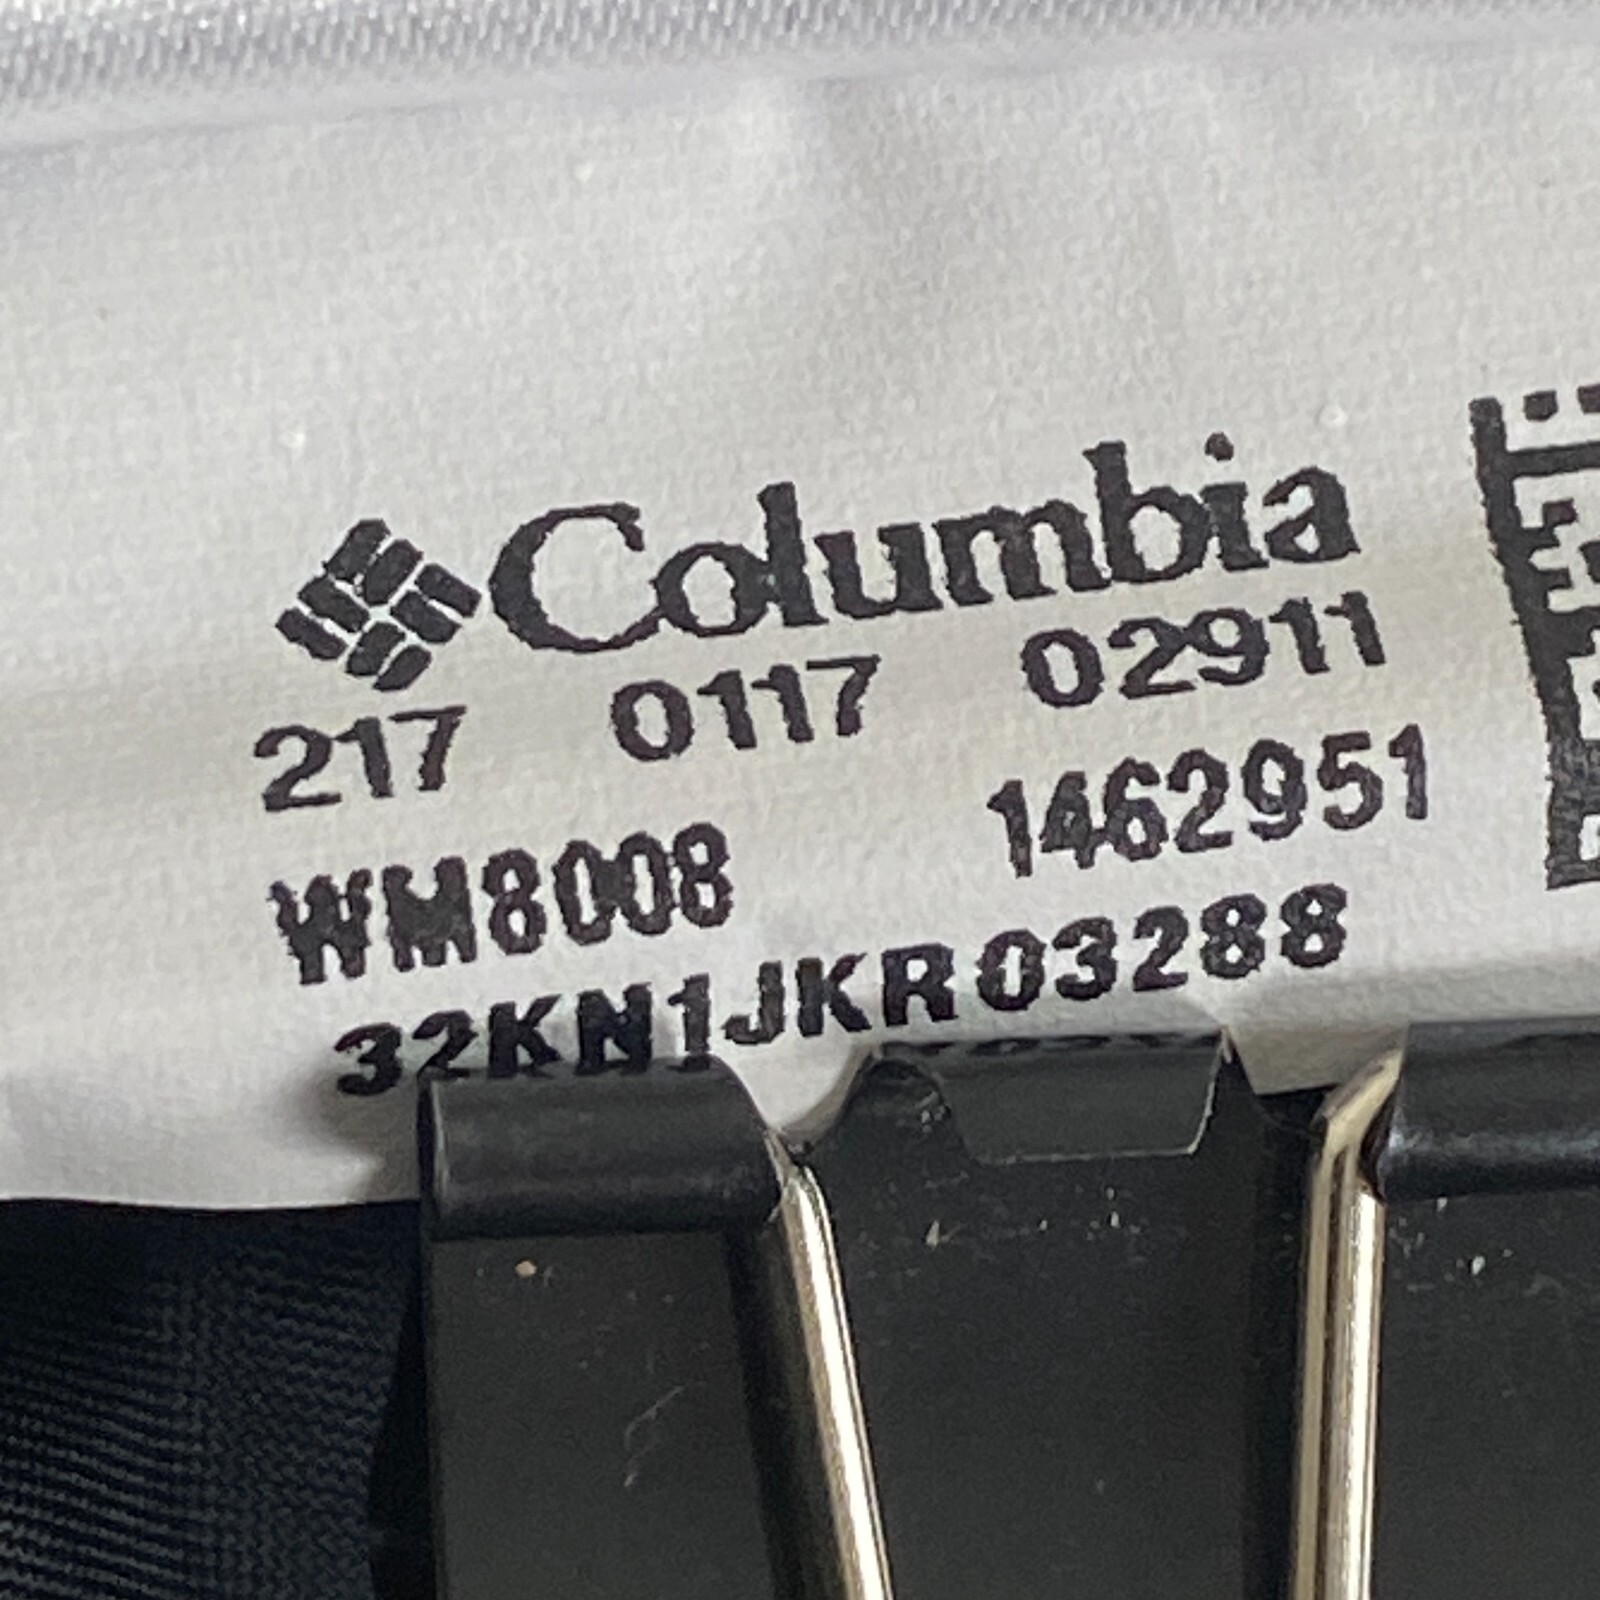 Columbia
217 0117 02911
WM8008 1462951
32KN1JKR03288